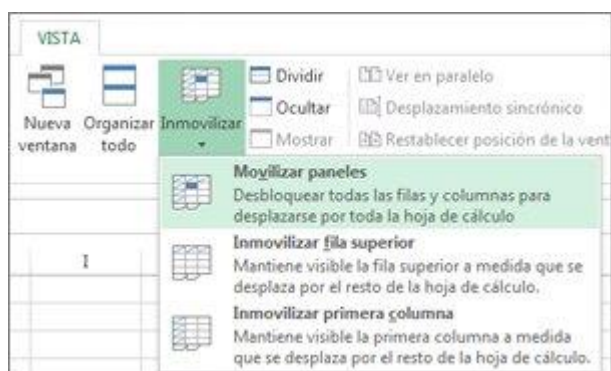 VISTA
Nueva ventana
Organizar todo
Inmovilizar
Dividir
Ocultar
Mostrar
Ver en paralelo
Desplazamiento sincrónico
Restablecer posición de la vent
Movilizar paneles
Desbloquear todas las filas y columnas para
desplazarse por toda la hoja de cálculo
Inmovilizar fila superior
Mantiene visible la fila superior a medida que se
desplaza por el resto de la hoja de cálculo.
Inmovilizar primera columna
Mantiene visible la primera columna a medida
que se desplaza por el resto de la hoja de cálculo.
I